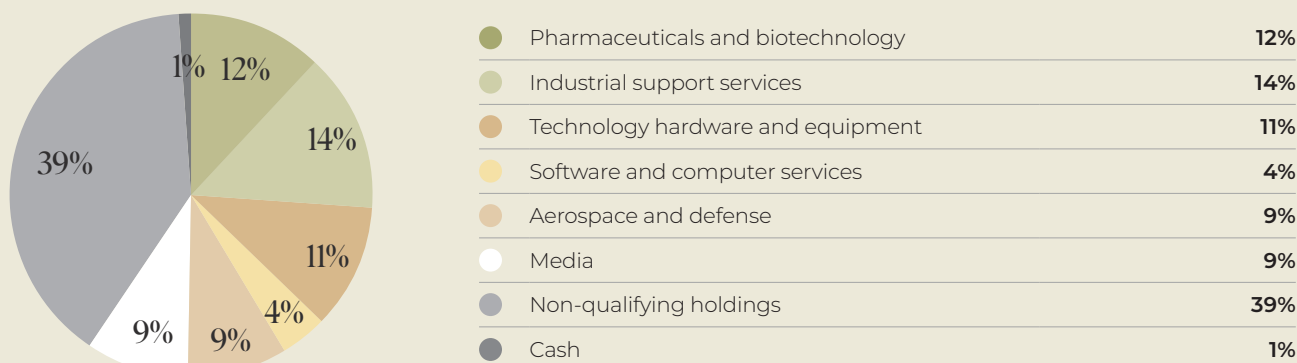 1%
12%
14%
39%
11%
4%
9%
9%
Pharmaceuticals and biotechnology 12%
Industrial support services 14%
Technology hardware and equipment 11%
Software and computer services 4%
Aerospace and defense 9%
Media 9%
Non-qualifying holdings 39%
Cash 1%